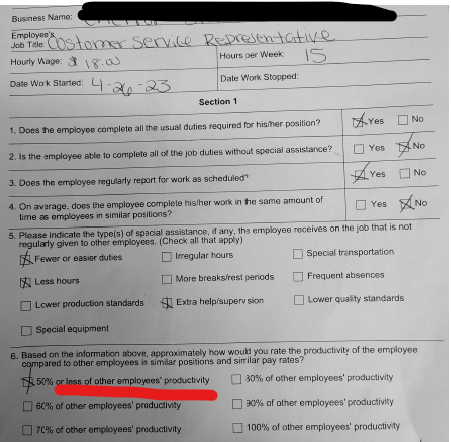 Business Name:
Employee's
Job Title: Costomer Service Representative
Hourly Wage: $ 18.00 Hours per Week: 15
Date Work Started: 4-26-23 Date Work Stopped:
Section 1
1. Does the employee complete all the usual duties required for his/her position? Yes No
2. Is the employee able to complete all of the job duties without special assistance? Yes No
3. Does the employee regularly report for work as scheduled? Yes No
4. On average, does the employee complete his/her work in the same amount of
time as employees in similar positions? Yes No
5. Please indicate the type(s) of special assistance, if any, the employee receives on the job that is not
regularly given to other employees. (Check all that apply)
Fewer or easier duties Irregular hours Special transportation
Less hours More breaks/rest periods Frequent absences
Lower production standards Extra help/supervision Lower quality standards
Special equipment
6. Based on the information above, approximately how would you rate the productivity of the employee
compared to other employees in similar positions and similar pay rates?
50% or less of other employees' productivity 80% of other employees' productivity
60% of other employees' productivity 90% of other employees' productivity
70% of other employees' productivity 100% of other employees' productivity